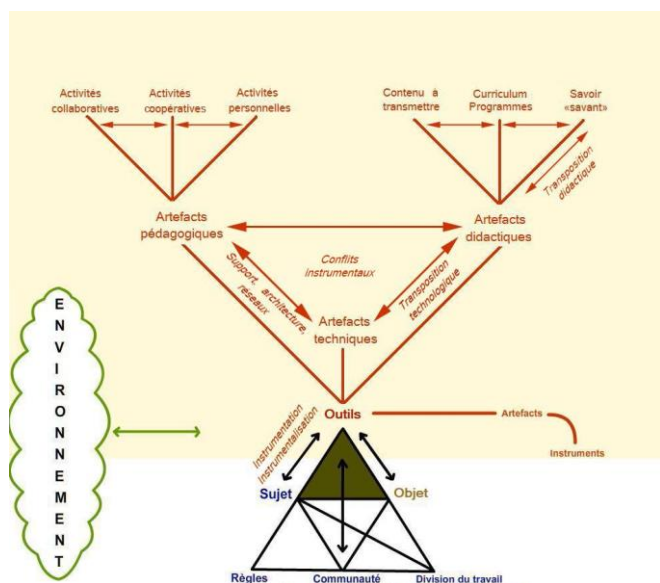 Activités
collaboratives
Activités
coopératives
Activités
personnelles
Contenu à
transmettre
Curriculum
Programmes
Savoir
«savant»
Transposition
didactique
Artefacts
pédagogiques
Artefacts
didactiques
Conflits
instrumentaux
Support, architecture,
reseaux
Transposition
technologique
Artefacts
techniques
ENVIRONNEMENT
Outils
Artefacts
Instruments
Instrumentation
Instrumentalisation
Sujet
Objet
Règles
Communauté
Division du travail